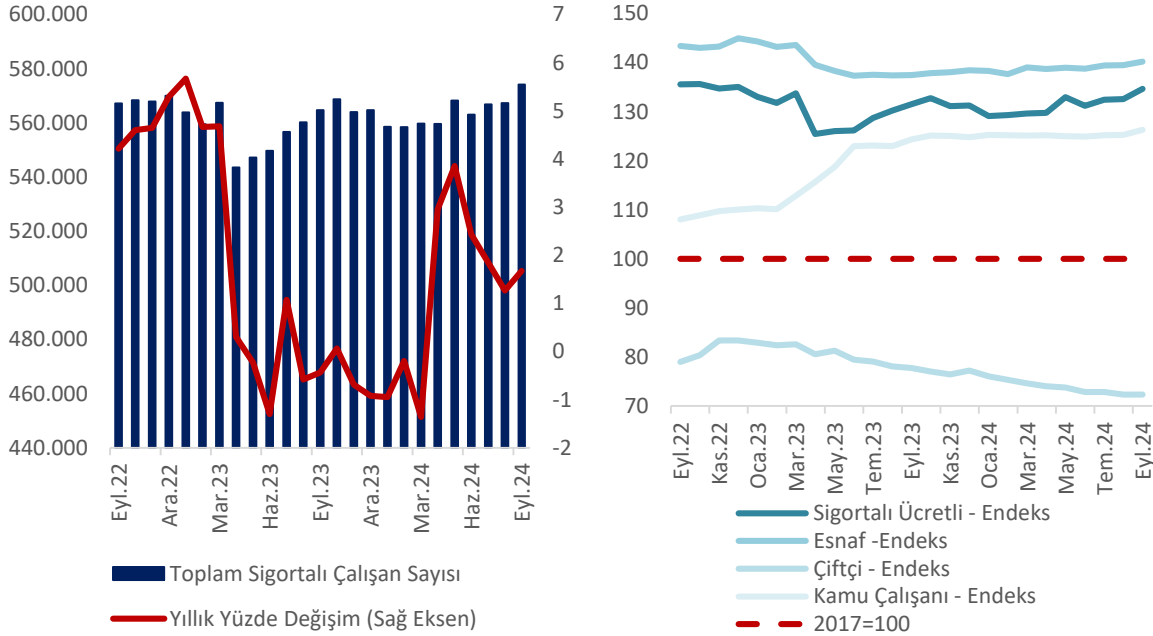 600.000
580.000
560.000
540.000
520.000
500.000
480.000
460.000
440.000
7
6
5
4
3
2
1
0
-1
-2
Eyl.22
Ara.22
Mar.23
Haz.23
Eyl.23
Ara.23
Mar.24
Haz.24
Eyl.24
Toplam Sigortalı Çalışan Sayısı
Yıllık Yüzde Değişim (Sağ Eksen)
150
140
130
120
110
100
90
80
70
Eyl.22
Kas.22
Oca.23
Mar.23
May.23
Tem.23
Eyl.23
Kas.23
Oca.24
Mar.24
May.24
Tem.24
Eyl.24
Sigortalı Ücretli - Endeks
Esnaf -Endeks
Çiftçi - Endeks
Kamu Çalışanı - Endeks
2017=100